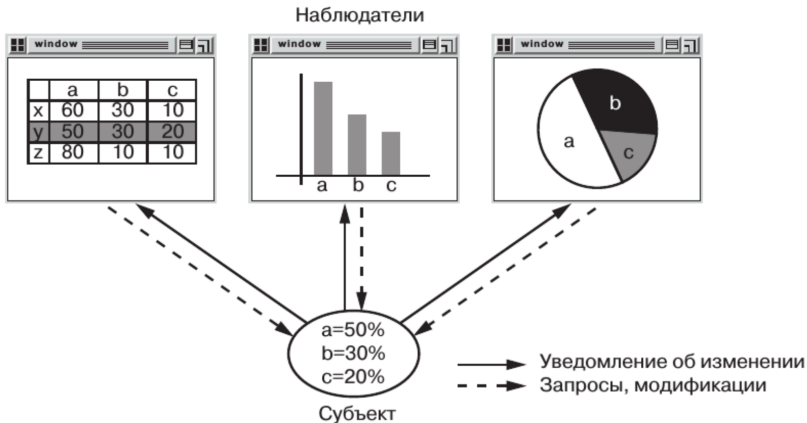 Наблюдатели
window
a b c
x 60 30 10
y 50 30 20
z 80 10 10
window
a b c
window
a
b
c
a=50%
b=30%
c=20%
Субъект
Уведомление об изменении
Запросы, модификации